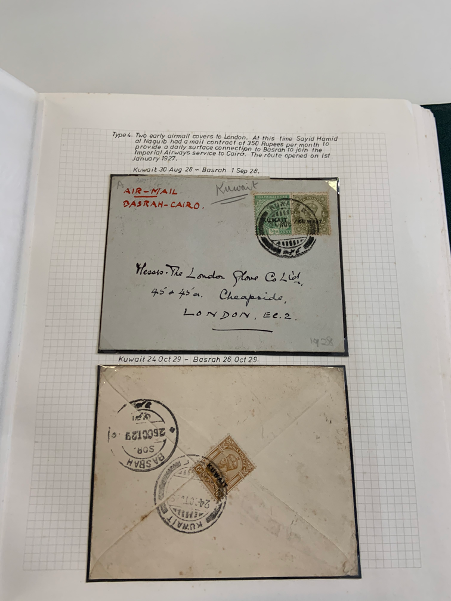 Type 4. Two early airmail covers to London. At this time Sayid Hamid
al Naquib had a mail contract at 350 Rupees per month to
provide a daily surface connection to Basrah to join the
Imperial Airways service to Cairo. The route opened on 1st
January 1927.
Kuwait 30 Aug 28 – Basrah 1 Sep 28.
Kuwait
AIR-MAIL
BASRAH-CAIRO.
Messrs. The London Glove Co Ltd.
45 & 45a. Cheapside,
LONDON, E.C.2.
1928
Kuwait 24 Oct 29 – Basrah 26 Oct 29
26 OCT 29
BASRAH
KUWAIT